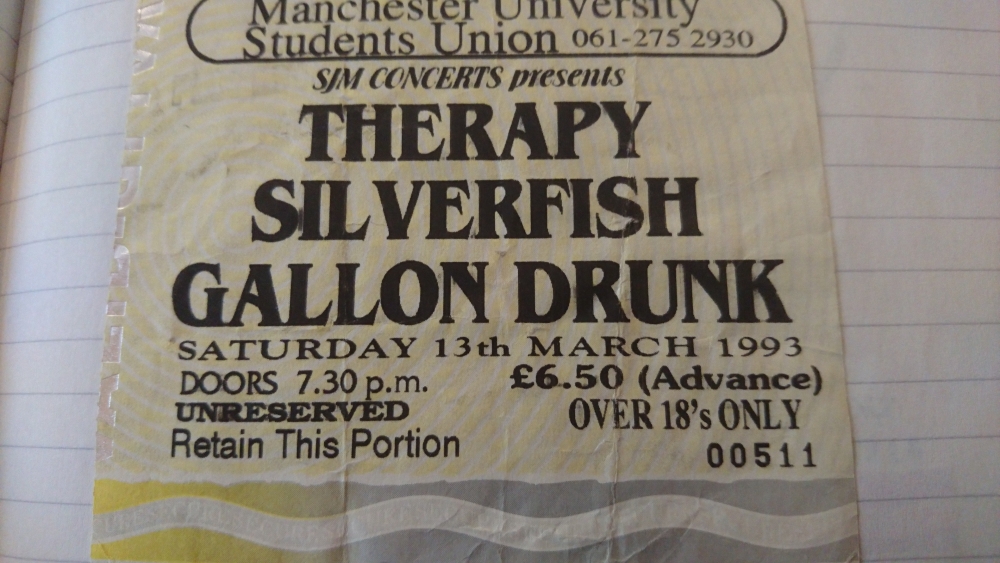 Manchester University
Students Union 061-275 2930
SJM CONCERTS presents
THERAPY
SILVERFISH
GALLON DRUNK
SATURDAY 13th MARCH 1993
DOORS 7.30 p.m. £6.50 (Advance)
UNRESERVED OVER 18's ONLY
Retain This Portion 00511